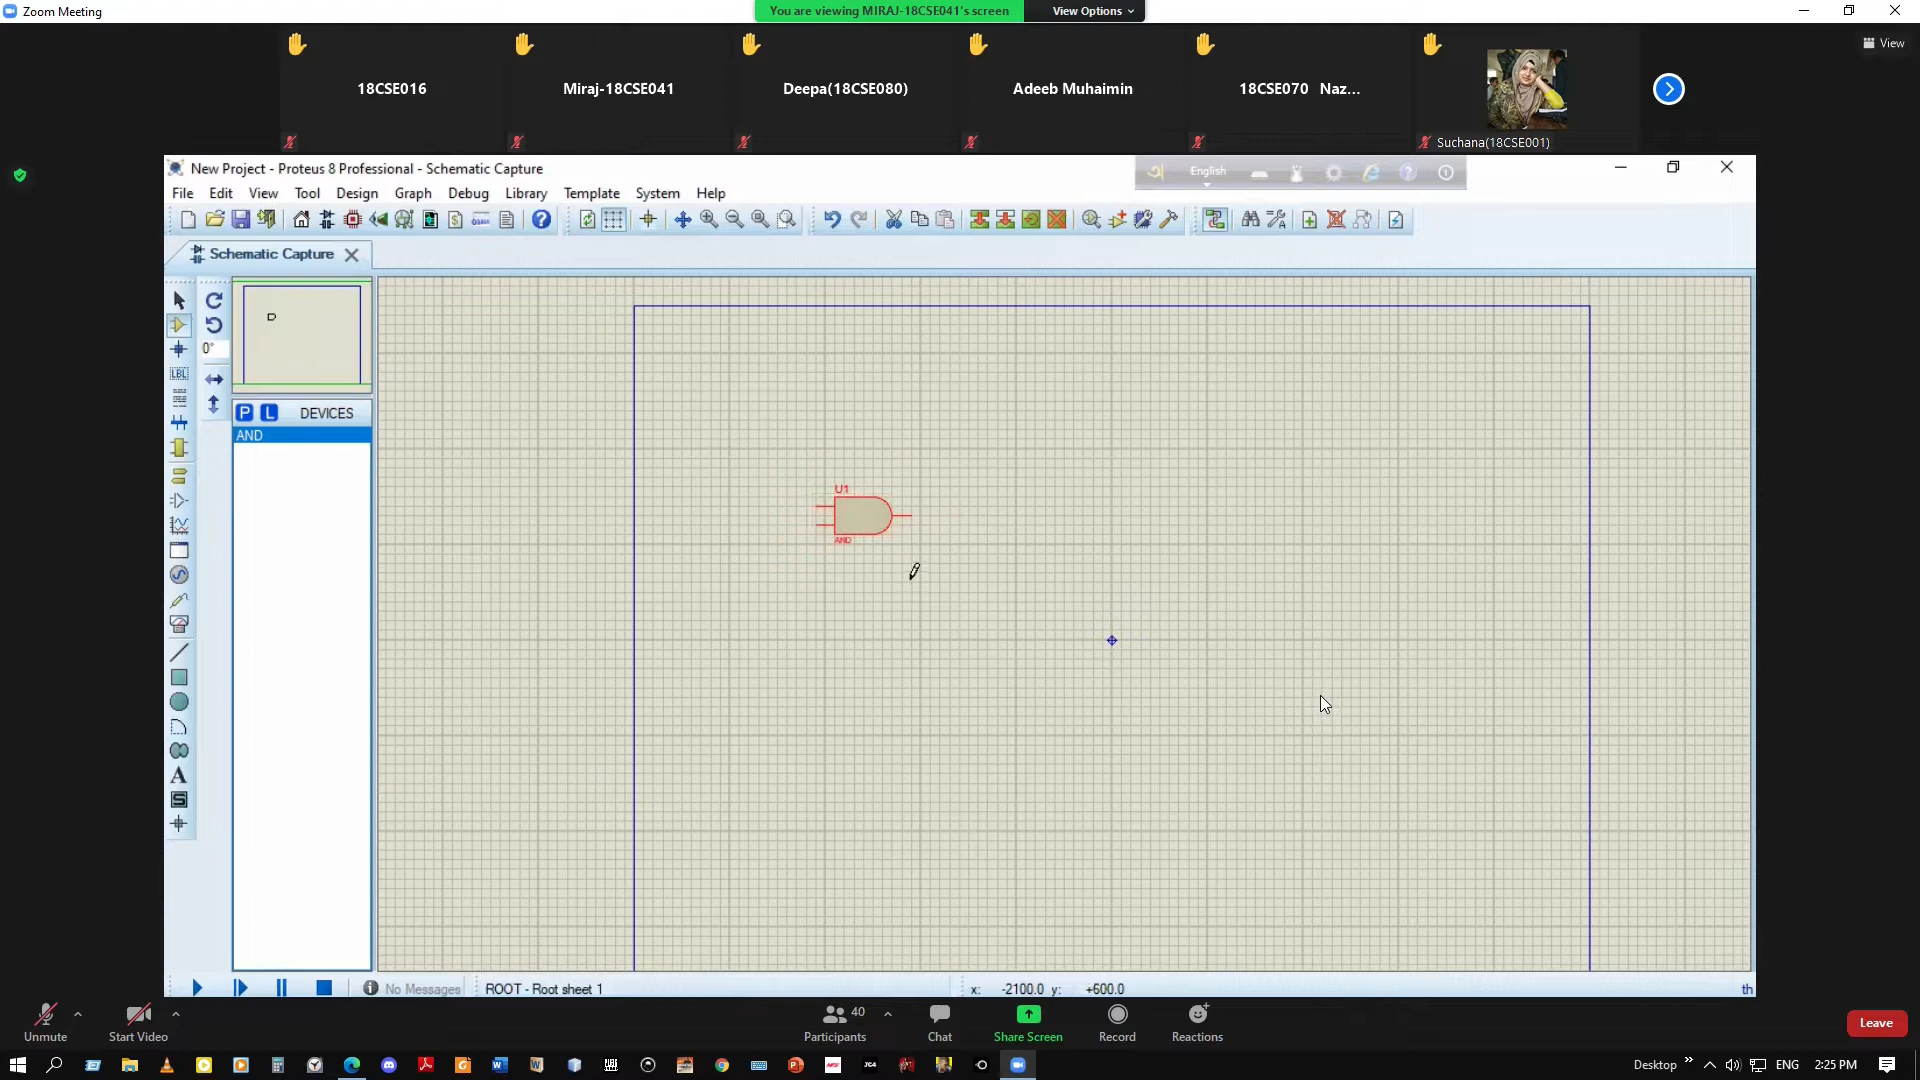 Zoom Meeting
You are viewing MIRAJ-18CSE041's screen
View Options
View
18CSE016
Miraj-18CSE041
Deepa(18CSE080)
Adeeb Muhaimin
18CSE070 Naz...
Suchana(18CSE001)
New Project - Proteus 8 Professional - Schematic Capture
English
File Edit View Tool Design Graph Debug Library Template System Help
Schematic Capture
0°
LBL
P L DEVICES
AND
U1
AND
A
S
No Messages
ROOT - Root sheet 1
x: -2100.0 y: +600.0
th
Unmute
Start Video
40
Participants
Chat
Share Screen
Record
Reactions
Leave
Desktop
ENG
2:25 PM